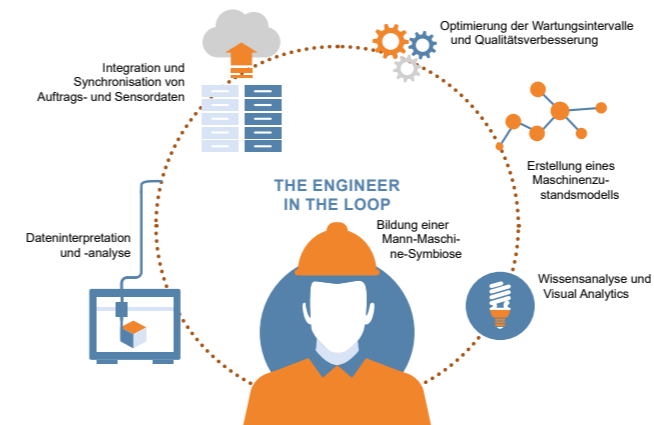 Optimierung der Wartungsintervalle
und Qualitätsverbesserung
Integration und
Synchronisation von
Auftrags- und Sensordaten
Erstellung eines
Maschinenzu-
standsmodells
THE ENGINEER
IN THE LOOP
Bildung einer
Mann-Maschi-
ne-Symbiose
Dateninterpretation
und -analyse
Wissensanalyse und
Visual Analytics